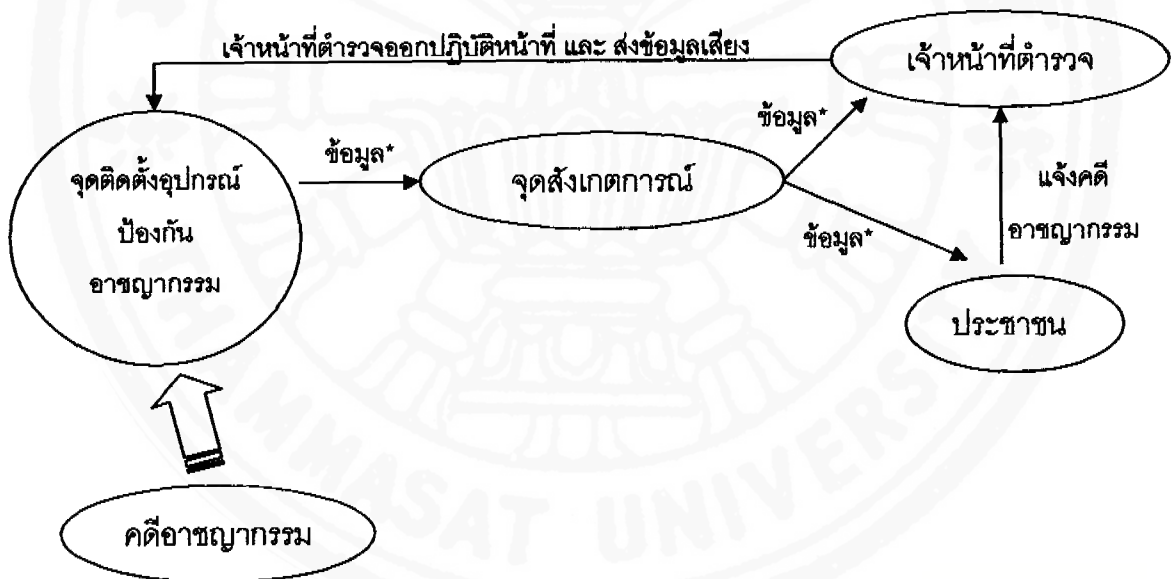 เจ้าหน้าที่ตำรวจออกปฏิบัติหน้าที่ และ ส่งข้อมูลเสียง
เจ้าหน้าที่ตำรวจ
ข้อมูล*
ข้อมูล*
จุดติดตั้งอุปกรณ์
ป้องกัน
อาชญากรรม
จุดสังเกตการณ์
แจ้งคดี
อาชญากรรม
ข้อมูล*
ประชาชน
คดีอาชญากรรม
THAMMASAT UNIVERS